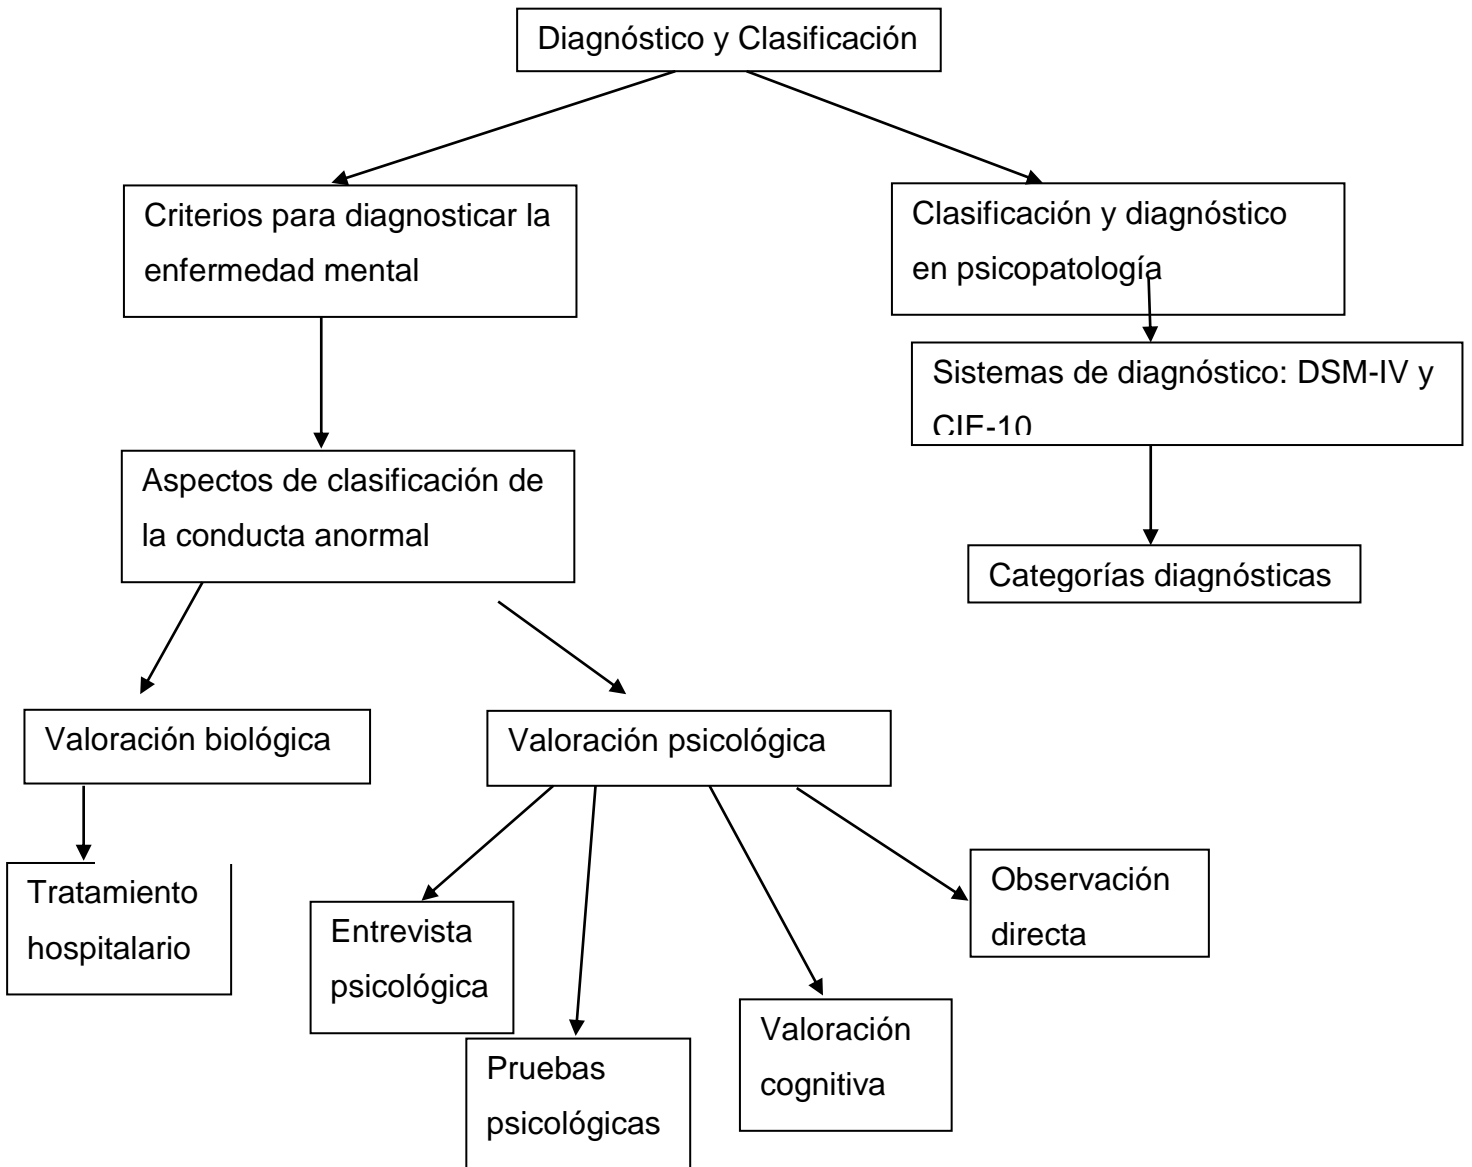 Diagnóstico y Clasificación
Criterios para diagnosticar la
enfermedad mental
Clasificación y diagnóstico
en psicopatología
Sistemas de diagnóstico: DSM-IV y
CIE-10
Aspectos de clasificación de
la conducta anormal
Categorías diagnósticas
Valoración biológica
Valoración psicológica
Tratamiento
hospitalario
Entrevista
psicológica
Pruebas
psicológicas
Valoración
cognitiva
Observación
directa